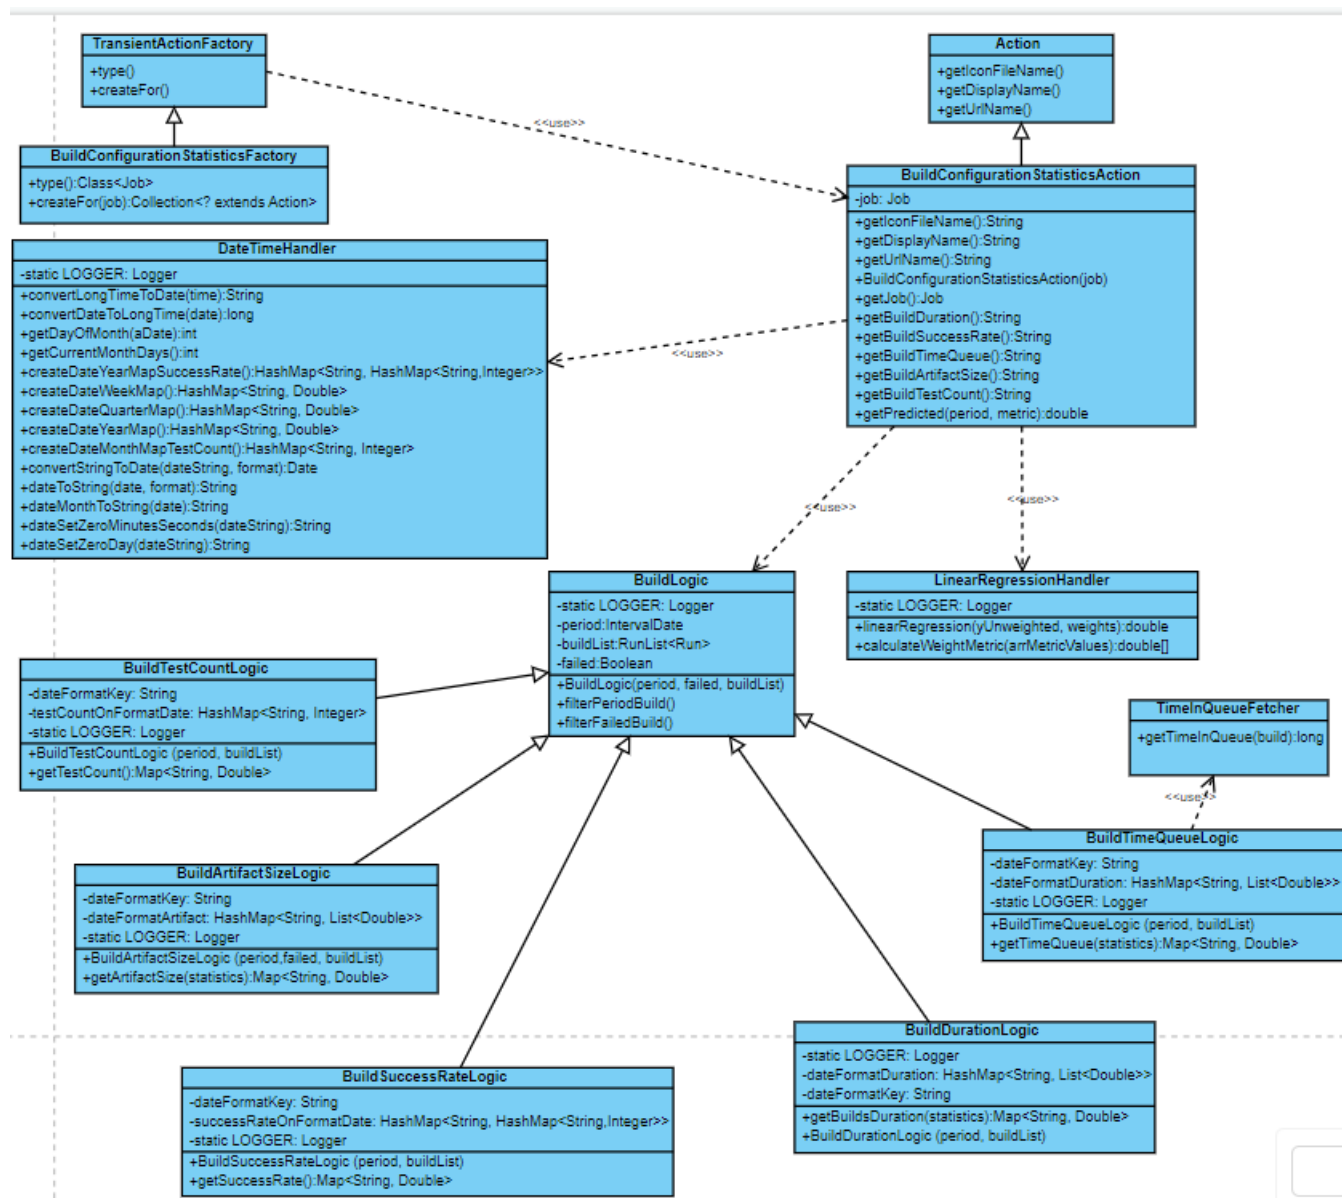 TransientActionFactory
+type()
+createFor()
Action
+getIconFileName()
+getDisplayName()
+getUrlName()
<<use>>
BuildConfigurationStatisticsFactory
+type():Class<Job>
+createFor(job):Collection<? extends Action>
BuildConfigurationStatisticsAction
-job: Job
+getIconFileName():String
+getDisplayName():String
+getUrlName():String
+BuildConfigurationStatisticsAction(job)
+getJob():Job
+getBuildDuration():String
+getBuildSuccessRate():String
+getBuildTimeQueue():String
+getBuildArtifactSize():String
+getBuildTestCount():String
+getPredicted(period, metric):double
DateTimeHandler
-static LOGGER: Logger
+convertLongTimeToDate(time):String
+convertDateToLongTime(date):long
+getDayOfMonth(aDate):int
+getCurrentMonthDays():int
+createDateYearMapSuccessRate():HashMap<String, HashMap<String,Integer>>
+createDateWeekMap():HashMap<String, Double>
+createDateQuarterMap():HashMap<String, Double>
+createDateYearMap():HashMap<String, Double>
+createDateMonthMapTestCount():HashMap<String, Integer>
+convertStringToDate(dateString, format):Date
+dateToString(date, format):String
+dateMonthToString(date):String
+dateSetZeroMinutesSeconds(dateString):String
+dateSetZeroDay(dateString):String
<<use>>
<<use>>
<<use>>
BuildLogic
-static LOGGER: Logger
-period:IntervalDate
-buildList:RunList<Run>
-failed:Boolean
+BuildLogic(period, failed, buildList)
+filterPeriodBuild()
+filterFailedBuild()
LinearRegressionHandler
-static LOGGER: Logger
+linearRegression(yUnweighted, weights):double
+calculateWeightMetric(arrMetricValues):double[]
BuildTestCountLogic
-dateFormatKey: String
-testCountOnFormatDate: HashMap<String, Integer>
-static LOGGER: Logger
+BuildTestCountLogic (period, buildList)
+getTestCount():Map<String, Double>
TimeInQueueFetcher
+getTimeInQueue(build):long
<<use>>
BuildTimeQueueLogic
-dateFormatKey: String
-dateFormatDuration: HashMap<String, List<Double>>
-static LOGGER: Logger
+BuildTimeQueueLogic (period, buildList)
+getTimeQueue(statistics):Map<String, Double>
BuildArtifactSizeLogic
-dateFormatKey: String
-dateFormatArtifact: HashMap<String, List<Double>>
-static LOGGER: Logger
+BuildArtifactSizeLogic (period,failed, buildList)
+getArtifactSize(statistics):Map<String, Double>
BuildDurationLogic
-static LOGGER: Logger
-dateFormatDuration: HashMap<String, List<Double>>
-dateFormatKey: String
+getBuildsDuration(statistics):Map<String, Double>
+BuildDurationLogic (period, buildList)
BuildSuccessRateLogic
-dateFormatKey: String
-successRateOnFormatDate: HashMap<String, HashMap<String,Integer>>
-static LOGGER: Logger
+BuildSuccessRateLogic (period, buildList)
+getSuccessRate():Map<String, Double>